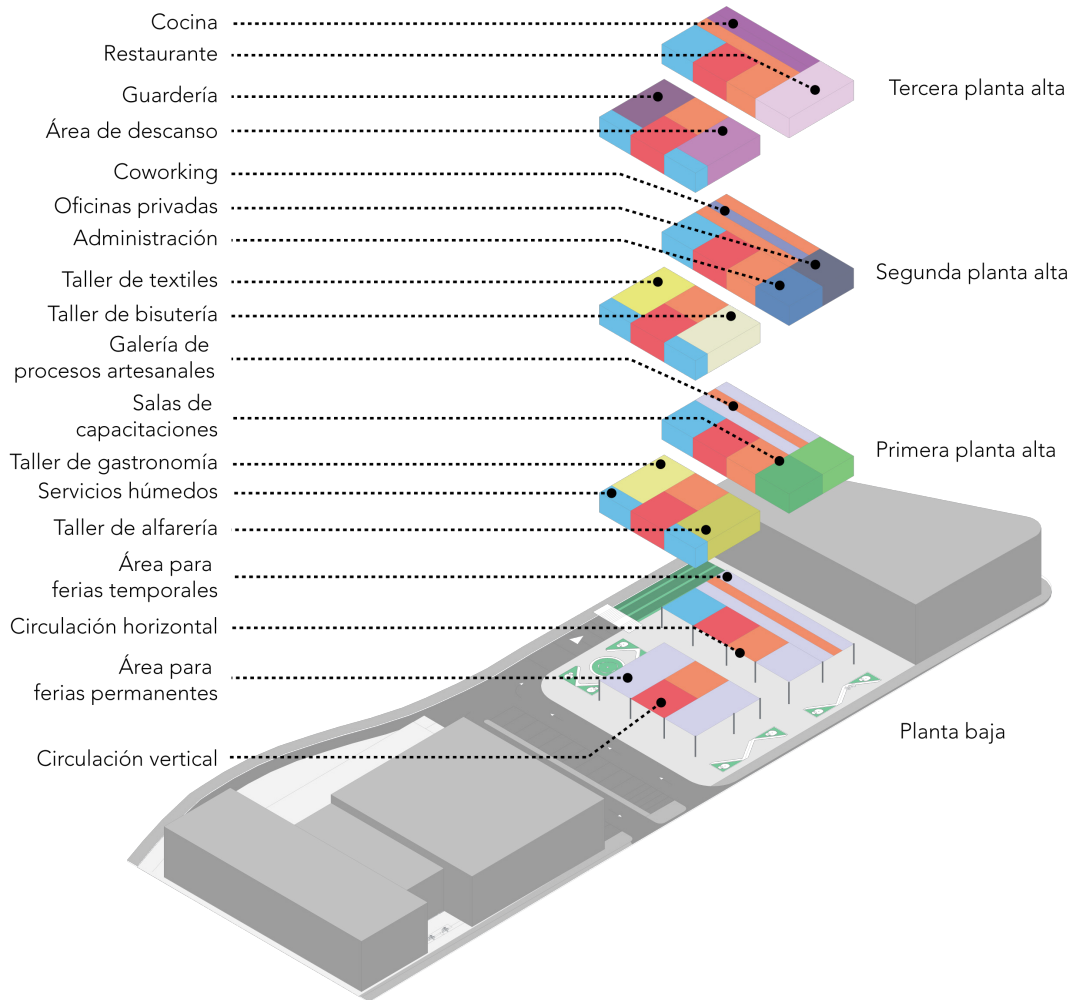 Cocina
Restaurante
Guardería
Área de descanso
Coworking
Oficinas privadas
Administración
Taller de textiles
Taller de bisutería
Galería de
procesos artesanales
Salas de
capacitaciones
Taller de gastronomía
Servicios húmedos
Taller de alfarería
Área para
ferias temporales
Circulación horizontal
Área para
ferias permanentes
Circulación vertical
Tercera planta alta
Segunda planta alta
Primera planta alta
Planta baja